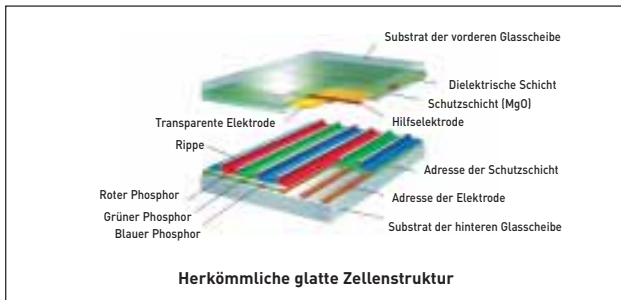 Substrat der vorderen Glasscheibe
Dielektrische Schicht
Schutzschicht (MgO)
Transparente Elektrode
Hilfselektrode
Rippe
Adresse der Schutzschicht
Roter Phosphor
Adresse der Elektrode
Grüner Phosphor
Blauer Phosphor
Substrat der hinteren Glasscheibe
Herkömmliche glatte Zellenstruktur